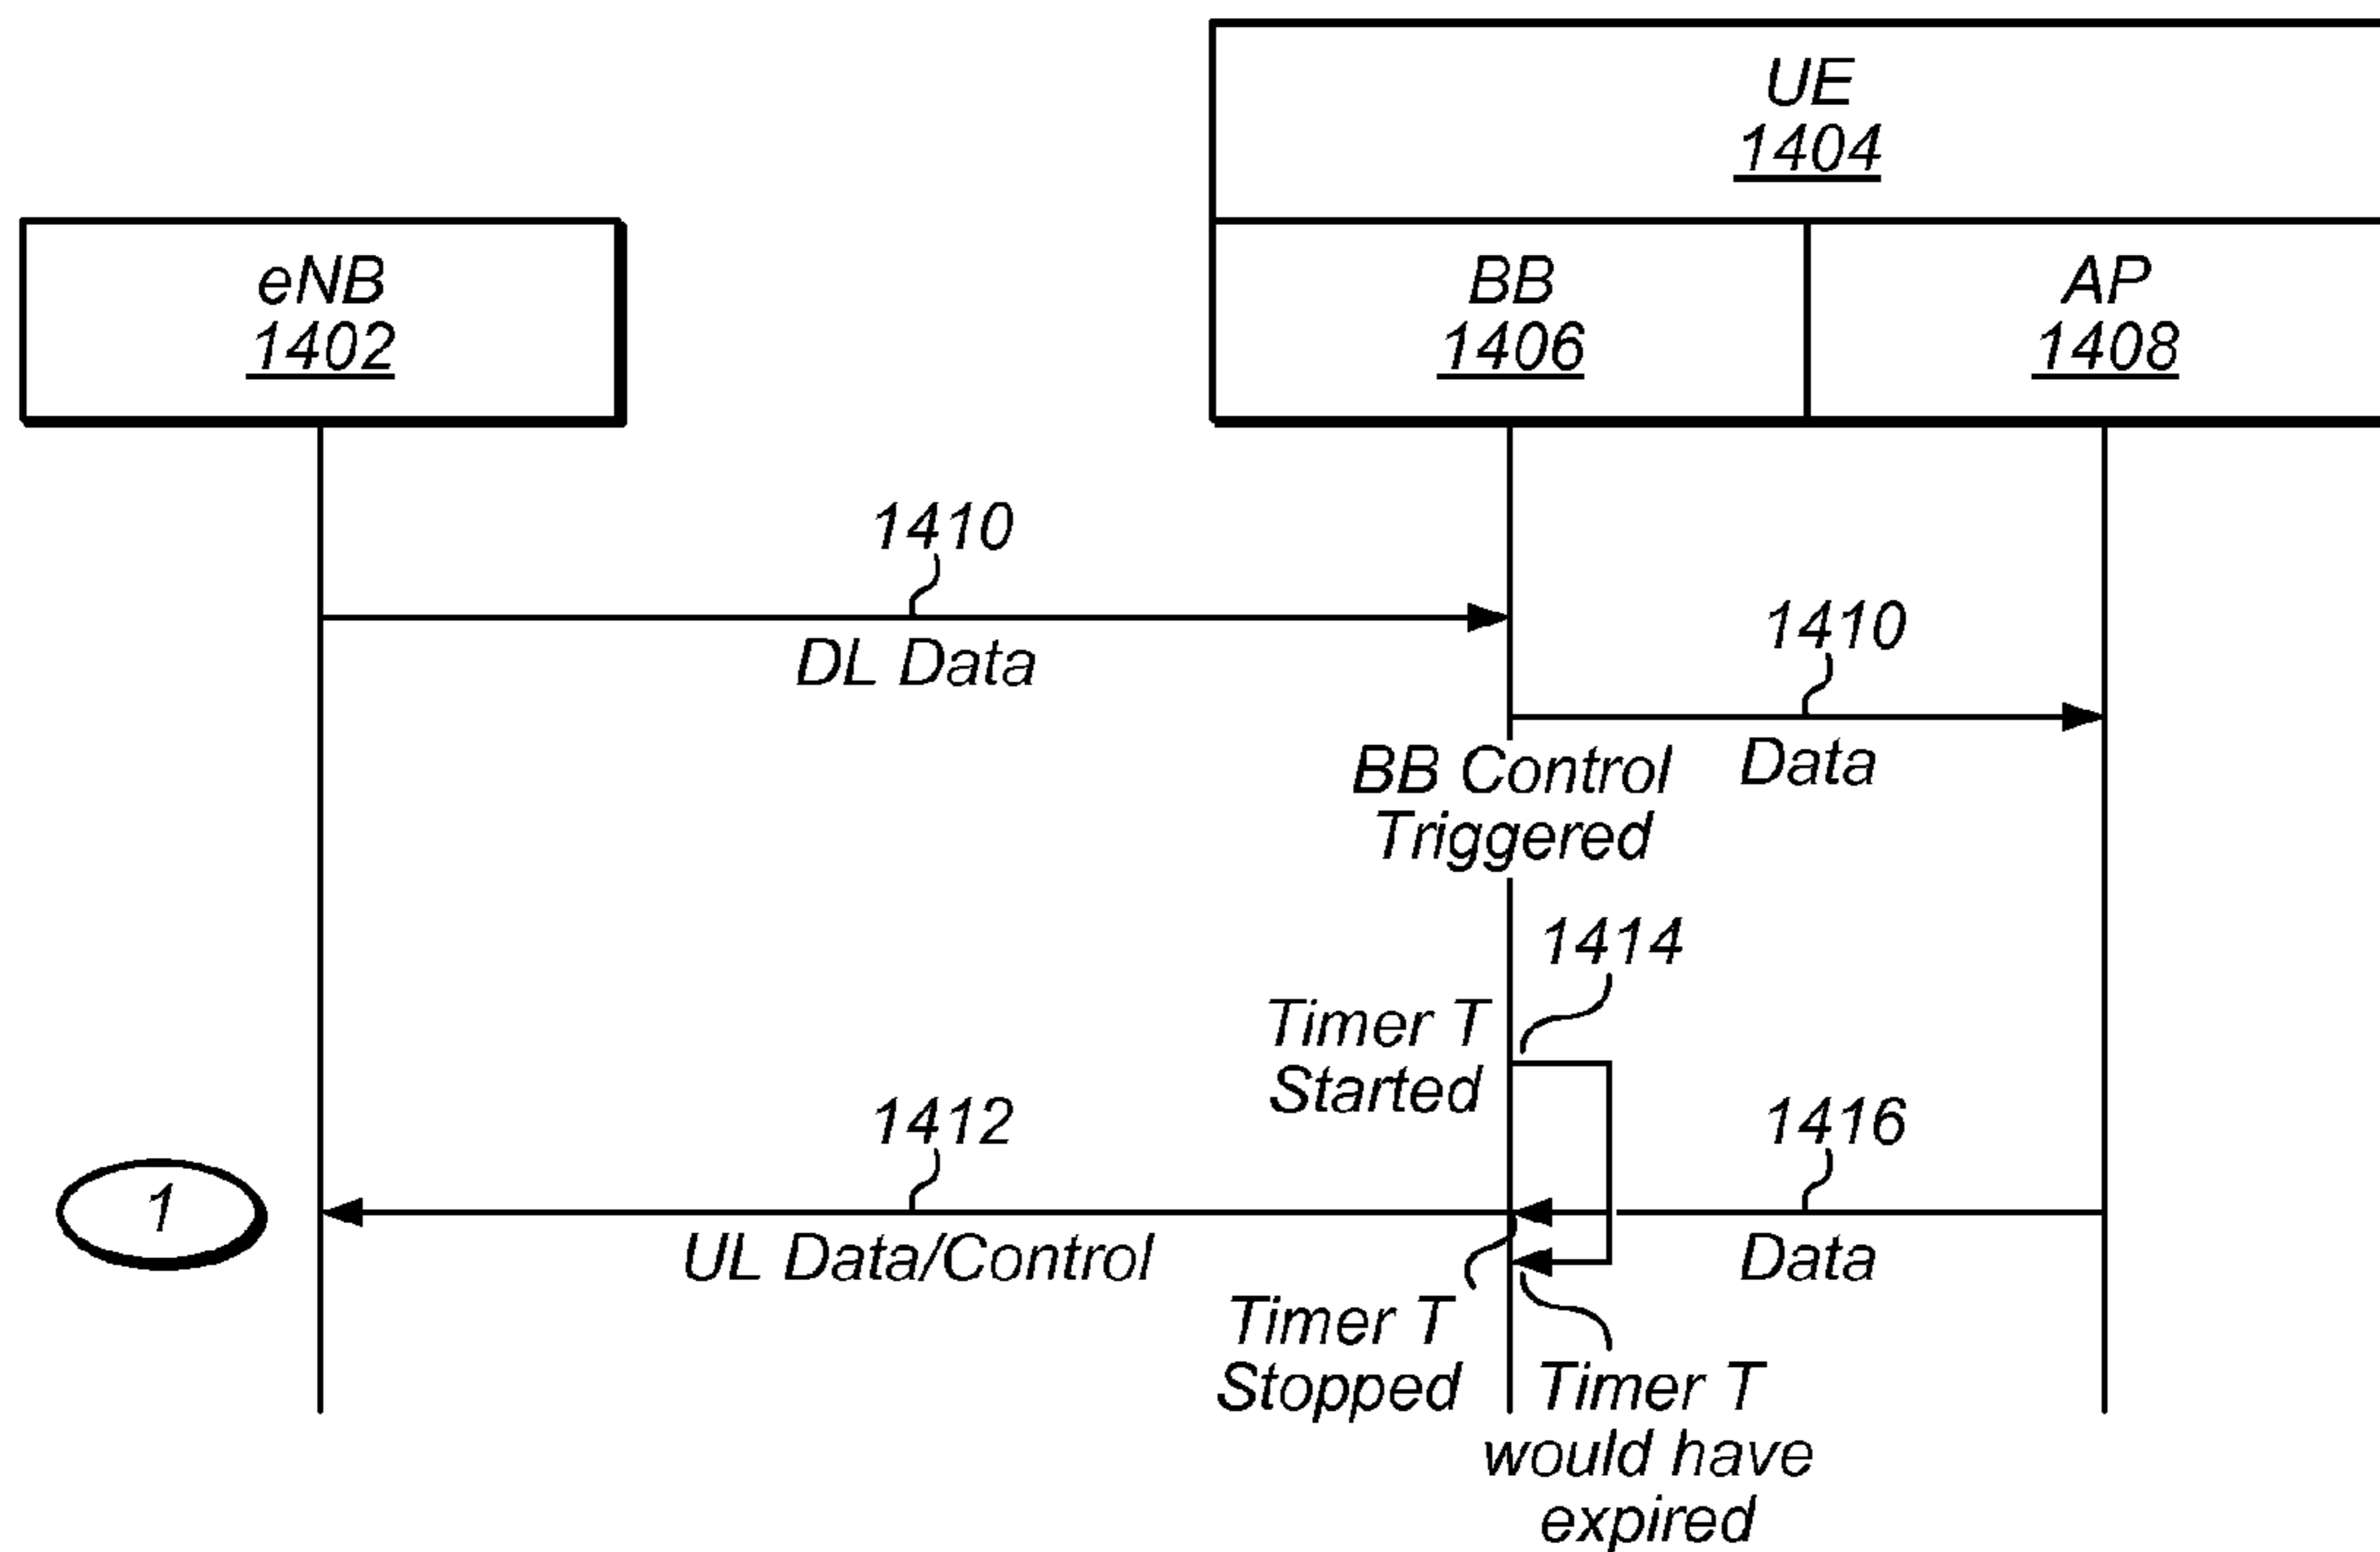 UE
1404
eNB
1402
BB
1406
AP
1408
1410
DL Data
1410
Data
BB Control
Triggered
1414
Timer T
Started
1412
1416
1
UL Data/Control
Data
Timer T
Stopped
Timer T
would have
expired